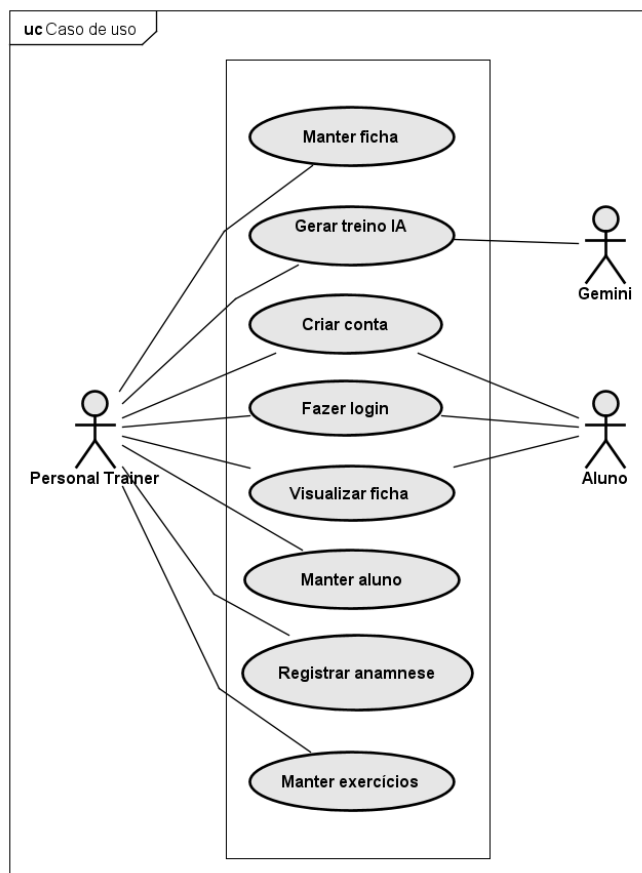 uc Caso de uso
Manter ficha
Gerar treino IA
Gemini
Criar conta
Fazer login
Personal Trainer
Aluno
Visualizar ficha
Manter aluno
Registrar anamnese
Manter exercícios